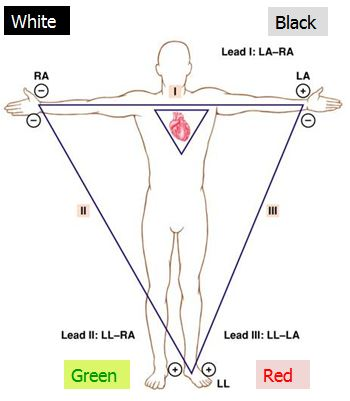 White
Black
Lead I: LA–RA
RA
LA
−
I
+
−
−
II
III
Lead II: LL–RA
Lead III: LL–LA
+
+
LL
Green
Red